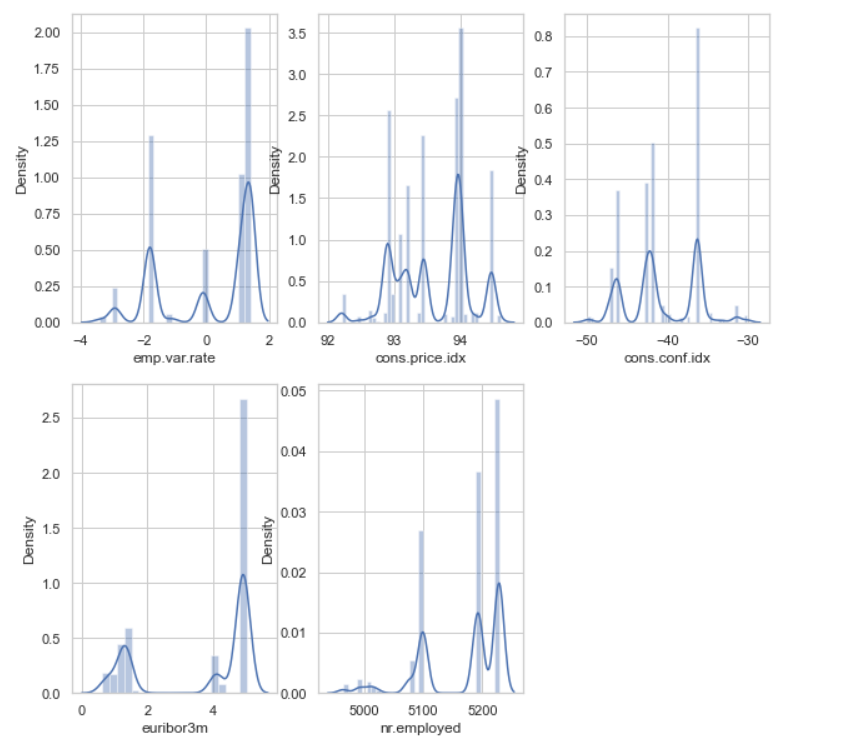 2.00
1.75
1.50
1.25
1.00
0.75
0.50
0.25
0.00
Density
−4 −2 0 2
emp.var.rate
3.5
3.0
2.5
2.0
1.5
1.0
0.5
0.0
Density
92 93 94
cons.price.idx
0.8
0.7
0.6
0.5
0.4
0.3
0.2
0.1
0.0
Density
−50 −40 −30
cons.conf.idx
2.5
2.0
1.5
1.0
0.5
0.0
Density
0 2 4
euribor3m
0.05
0.04
0.03
0.02
0.01
0.00
Density
5000 5100 5200
nr.employed